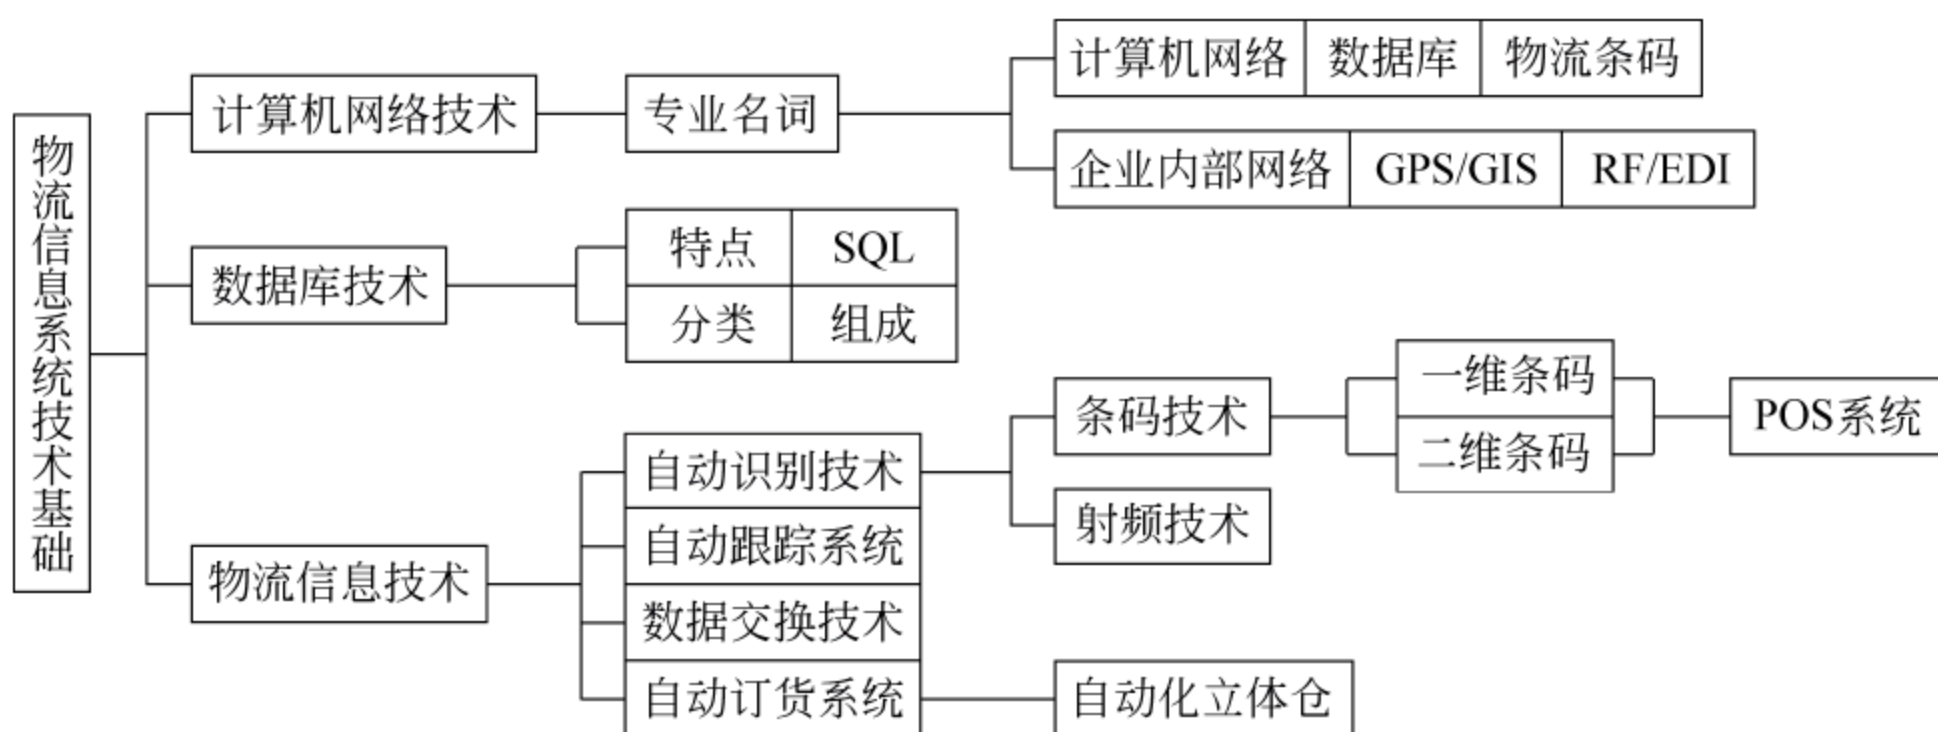 物流信息系统技术基础
计算机网络技术
专业名词
计算机网络 数据库 物流条码
企业内部网络 GPS/GIS RF/EDI
数据库技术
特点 SQL
分类 组成
物流信息技术
自动识别技术
自动跟踪系统
数据交换技术
自动订货系统
条码技术
射频技术
一维条码
二维条码
POS系统
自动化立体仓